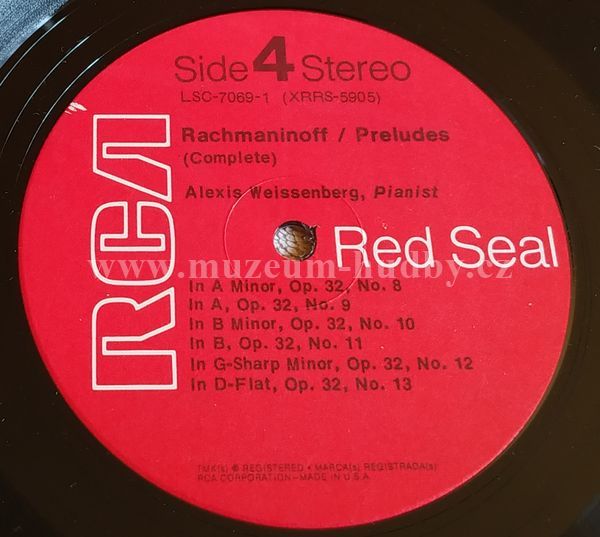 Side 4 Stereo
LSC-7069-1 (XRRS-5905)
Rachmaninoff / Preludes
(Complete)
Alexis Weissenberg, Pianist
RCA
Red Seal
www.muzeum-hudby.cz
In A Minor, Op. 32, No. 8
In A, Op. 32, No. 9
In B Minor, Op. 32, No. 10
In B, Op. 32, No. 11
In G-Sharp Minor, Op. 32, No. 12
In D-Flat, Op. 32, No. 13
TMK(s) ® REGISTERED • MARCA(s) REGISTRADA(s)
RCA CORPORATION—MADE IN U.S.A.